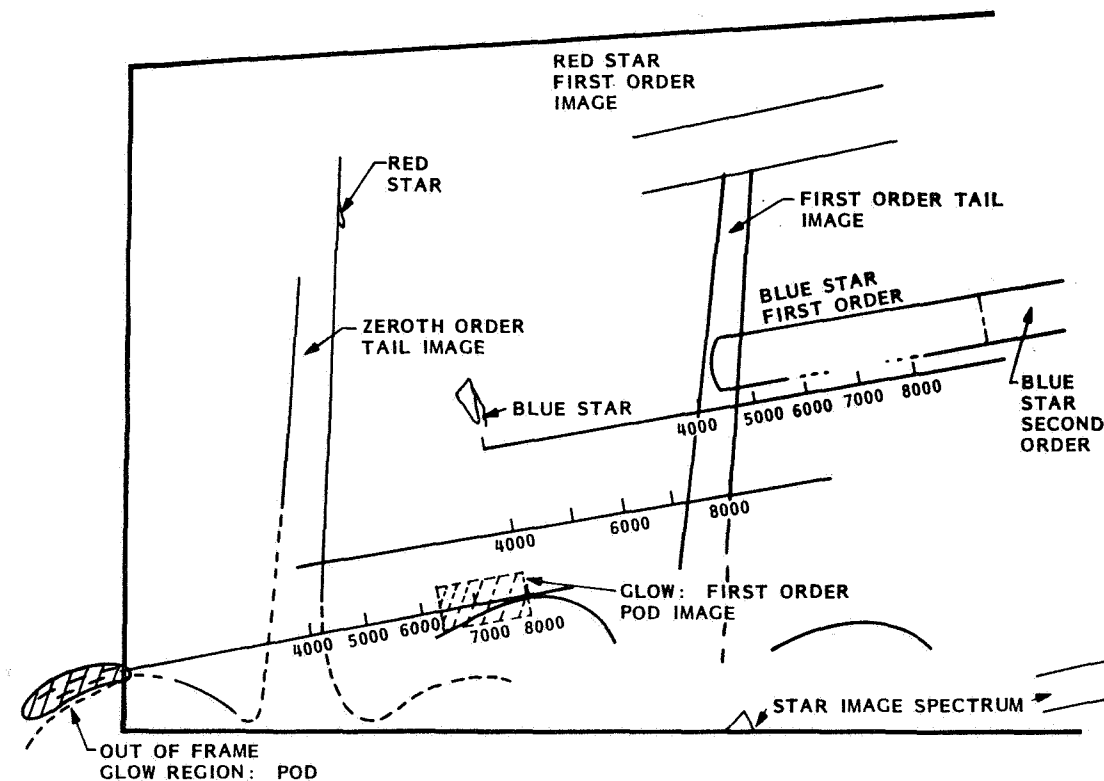 RED STAR
FIRST ORDER
IMAGE
RED
STAR
FIRST ORDER TAIL
IMAGE
BLUE STAR
FIRST ORDER
ZEROTH ORDER
TAIL IMAGE
BLUE STAR
4000 5000 6000 7000 8000
BLUE
STAR
SECOND
ORDER
4000 6000 8000
GLOW: FIRST ORDER
POD IMAGE
4000 5000 6000 7000 8000
STAR IMAGE SPECTRUM
OUT OF FRAME
GLOW REGION: POD